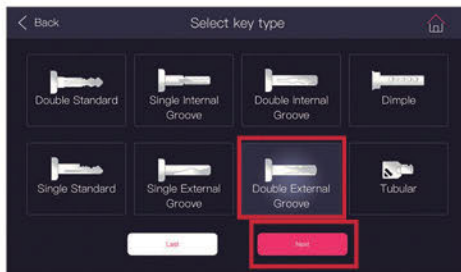 Back
Select key type
Double Standard
Single Internal
Groove
Double Internal
Groove
Dimple
Single Standard
Single External
Groove
Double External
Groove
Tubular
Last
Next